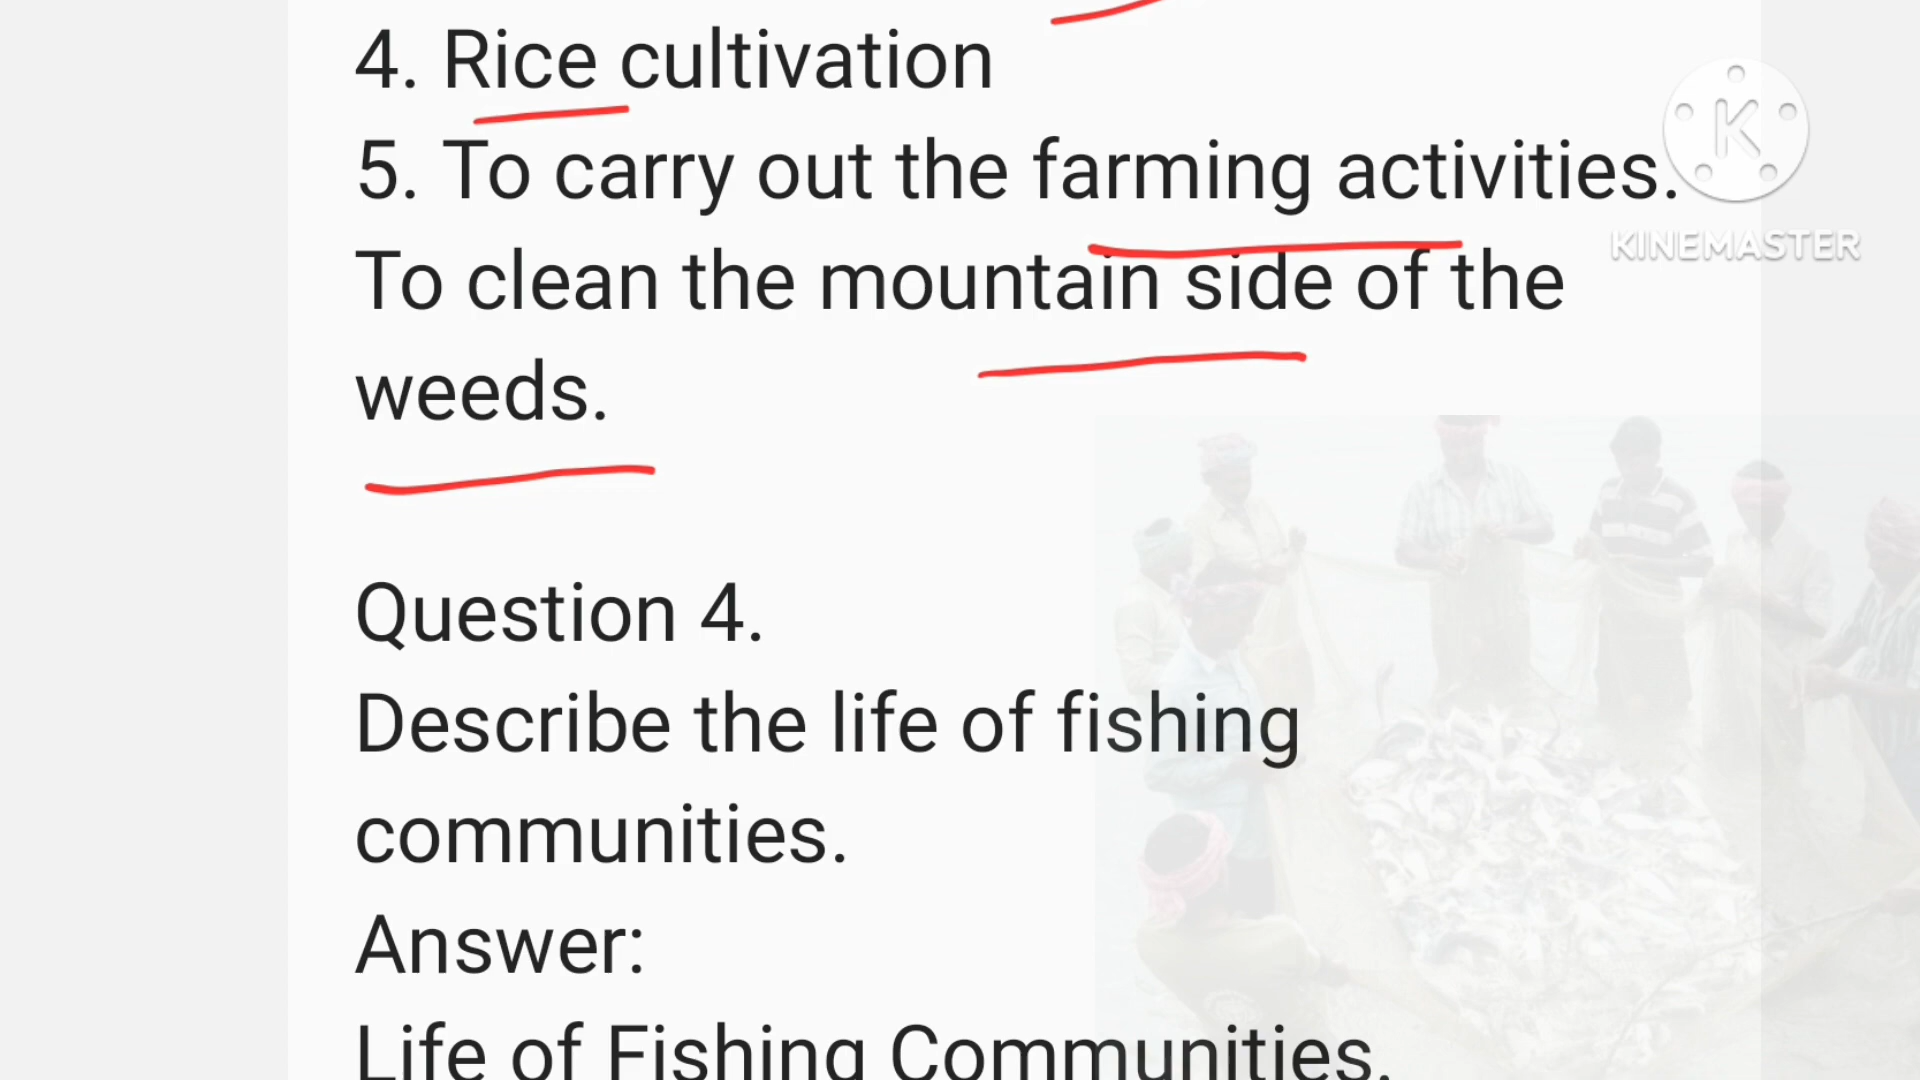 4. Rice cultivation
5. To carry out the farming activities.
To clean the mountain side of the
weeds.
Question 4.
Describe the life of fishing
communities.
Answer:
Life of Fishing Communities.
K
KINEMASTER